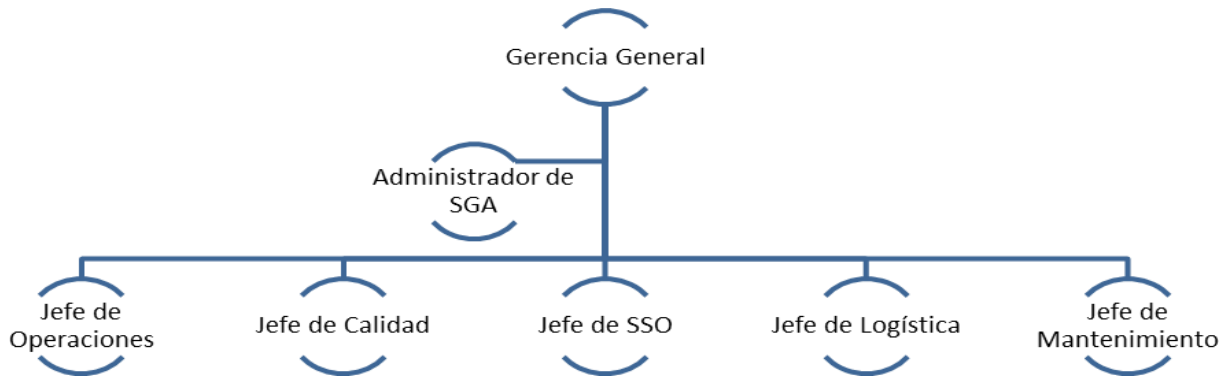 Gerencia General
Administrador de
SGA
Jefe de
Operaciones
Jefe de Calidad
Jefe de SSO
Jefe de Logística
Jefe de
Mantenimiento